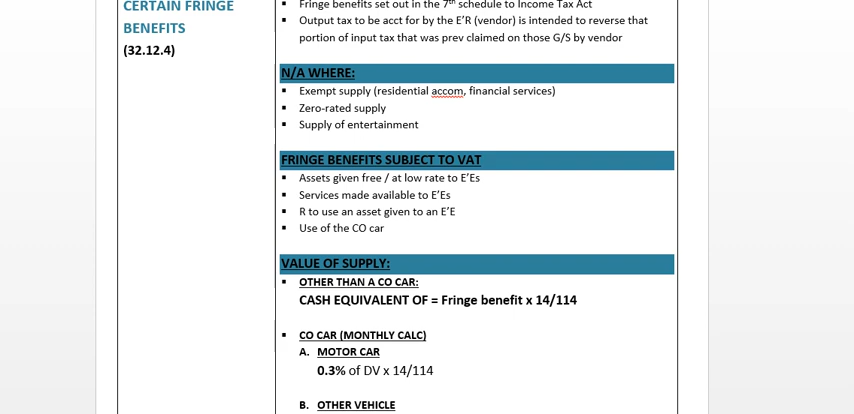 CERTAIN FRINGE
BENEFITS
(32.12.4)
▪ Fringe benefits set out in the 7th schedule to Income Tax Act
▪ Output tax to be acct for by the E'R (vendor) is intended to reverse that
portion of input tax that was prev claimed on those G/S by vendor
N/A WHERE:
▪ Exempt supply (residential accom, financial services)
▪ Zero-rated supply
▪ Supply of entertainment
FRINGE BENEFITS SUBJECT TO VAT
▪ Assets given free / at low rate to E'Es
▪ Services made available to E'Es
▪ R to use an asset given to an E'E
▪ Use of the CO car
VALUE OF SUPPLY:
▪ OTHER THAN A CO CAR:
CASH EQUIVALENT OF = Fringe benefit x 14/114
▪ CO CAR (MONTHLY CALC)
A. MOTOR CAR
0.3% of DV x 14/114
B. OTHER VEHICLE